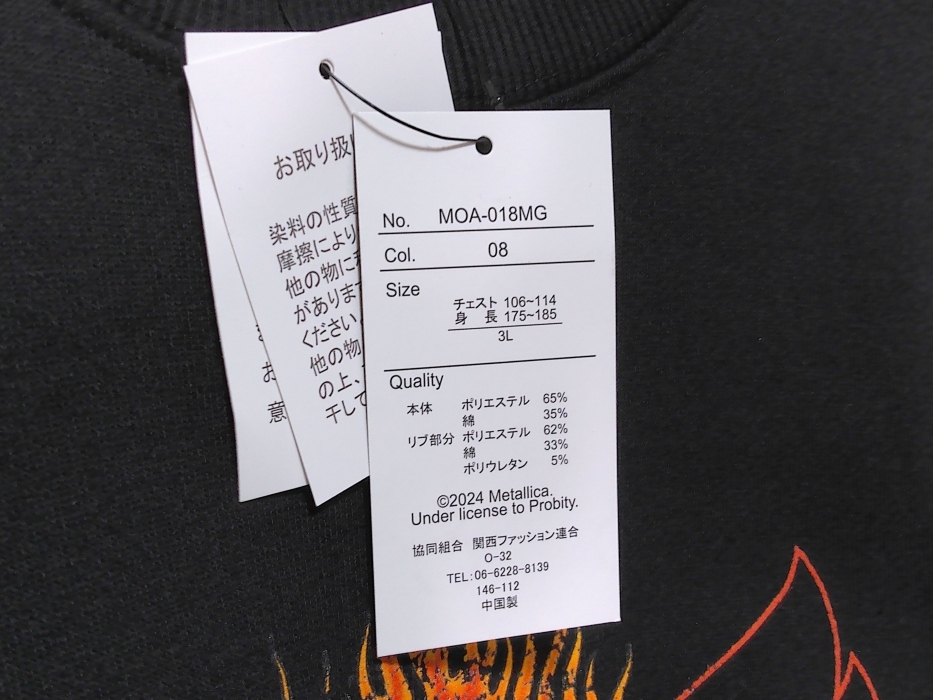 お取り扱い
染料の性質
摩擦により
他の物に
がありま
ください
他の物
の上、
干して
お
意
No. MOA-018MG
Col. 08
Size
チェスト 106~114
身 長 175~185
3L
Quality
本体 ポリエステル 65%
綿 35%
リブ部分 ポリエステル 62%
綿 33%
ポリウレタン 5%
©2024 Metallica.
Under license to Probity.
協同組合 関西ファッション連合
O-32
TEL:06-6228-8139
146-112
中国製